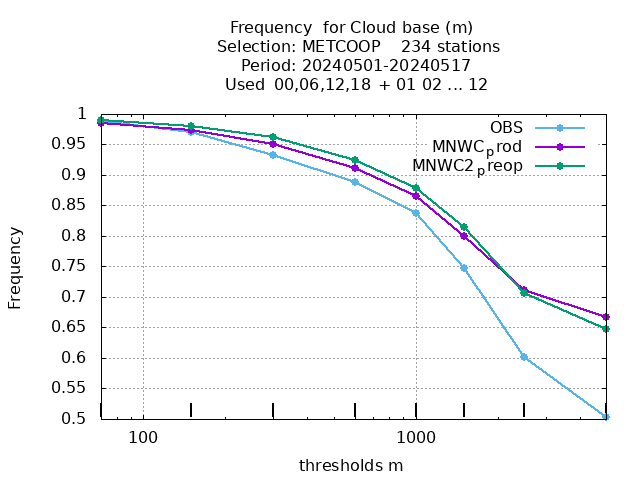 Frequency  for Cloud base (m)
Selection: METCOOP    234 stations
Period: 20240501-20240517
Used  00,06,12,18 + 01 02 ... 12
OBS
MNWCprod
MNWC2preop
Frequency
1
0.95
0.9
0.85
0.8
0.75
0.7
0.65
0.6
0.55
0.5
100
1000
thresholds m